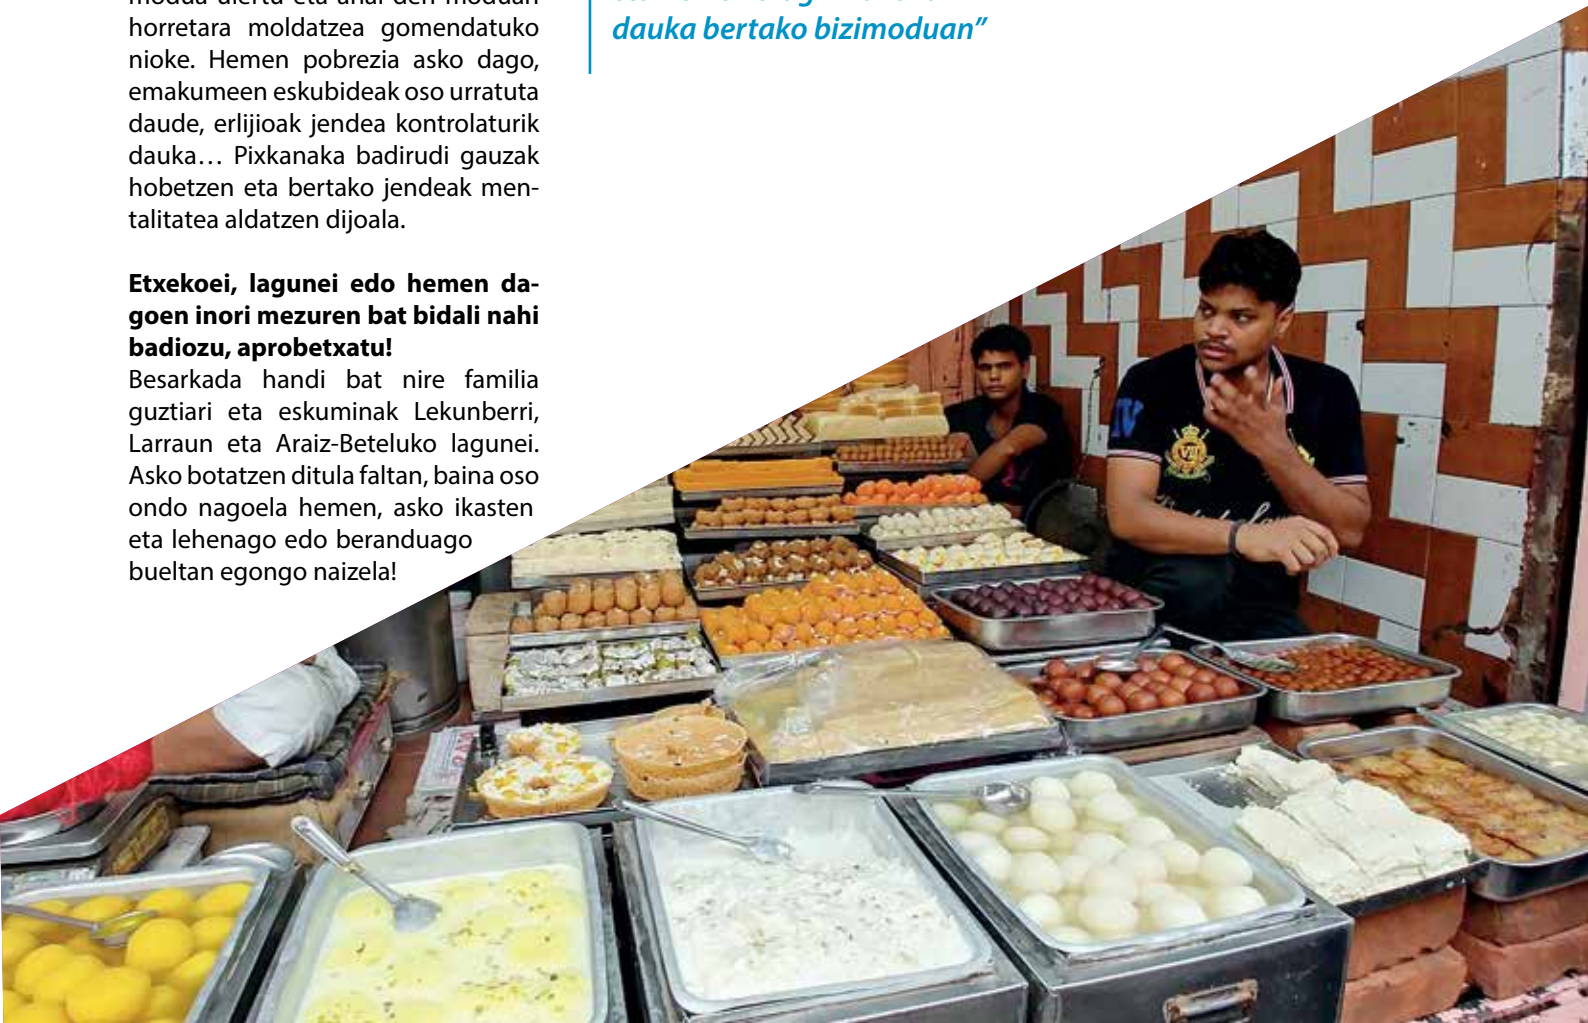 horretara moldatzea gomendatuko
nioke. Hemen pobrezia asko dago,
emakumeen eskubideak oso urratuta
daude, erlijioak jendea kontrolaturik
dauka… Pixkanaka badirudi gauzak
hobetzen eta bertako jendeak men-
talitatea aldatzen dijoala.
Etxekoei, lagunei edo hemen da-
goen inori mezuren bat bidali nahi
badiozu, aprobetxatu!
Besarkada handi bat nire familia
guztiari eta eskuminak Lekunberri,
Larraun eta Araiz-Beteluko lagunei.
Asko botatzen ditula faltan, baina oso
ondo nagoela hemen, asko ikasten
eta lehenago edo beranduago
bueltan egongo naizela!
dauka bertako bizimoduan”
VII